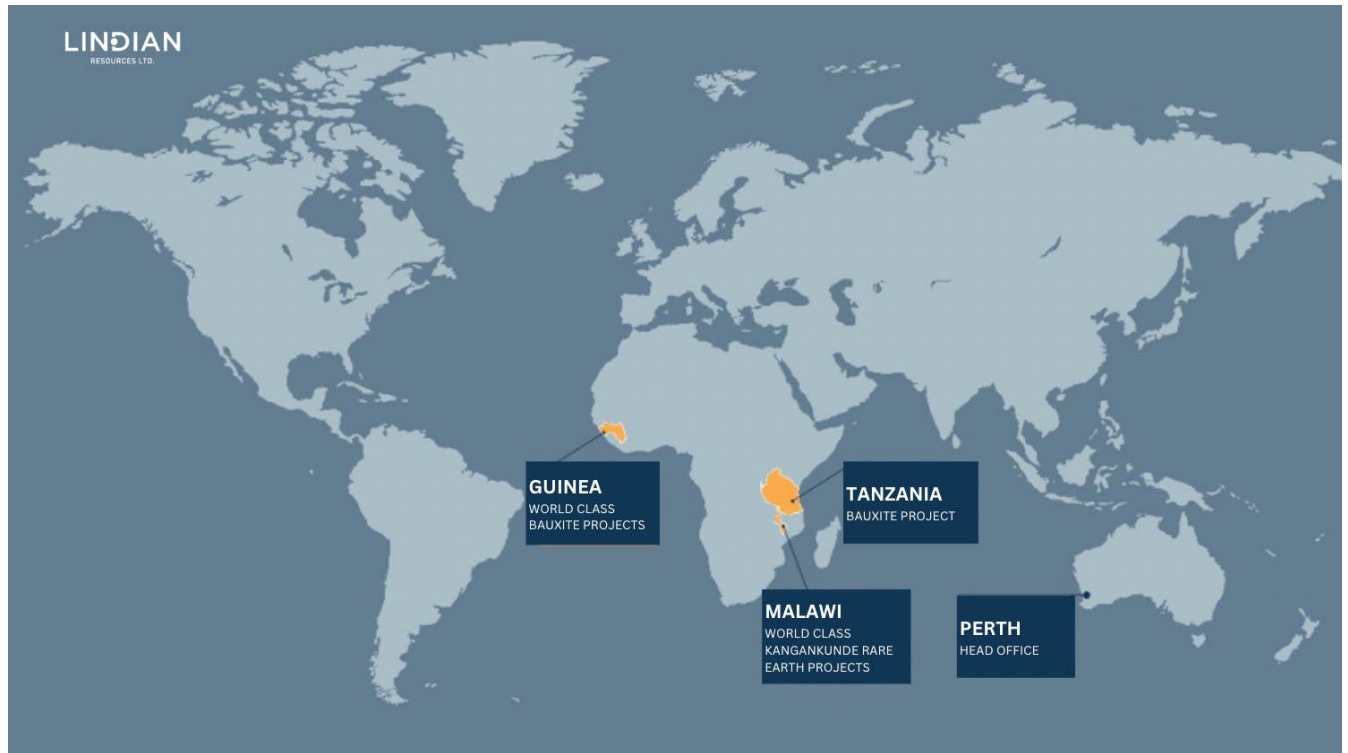 LINDIAN
RESOURCES LTD.
GUINEA
WORLD CLASS
BAUXITE PROJECTS
TANZANIA
BAUXITE PROJECT
MALAWI
WORLD CLASS
KANGANKUNDE RARE
EARTH PROJECTS
PERTH
HEAD OFFICE